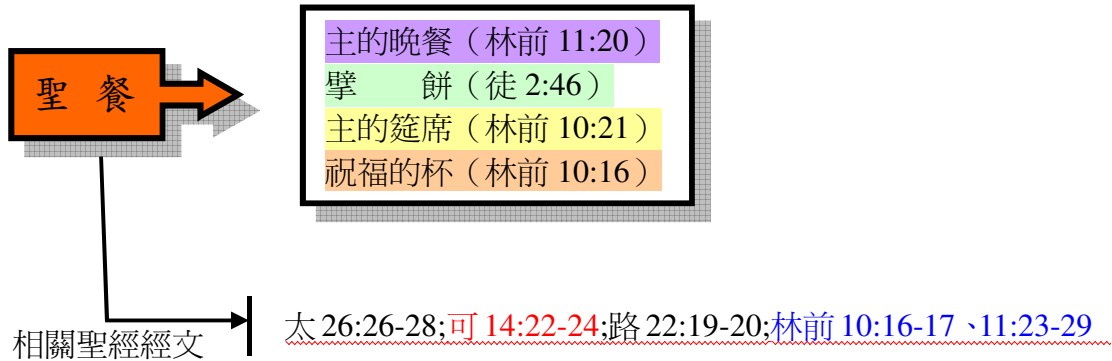 聖 餐
主的晚餐（林前 11:20）
擘　　餅（徒 2:46）
主的筵席（林前 10:21）
祝福的杯（林前 10:16）
相關聖經經文
太 26:26-28;可 14:22-24;路 22:19-20;林前 10:16-17、11:23-29